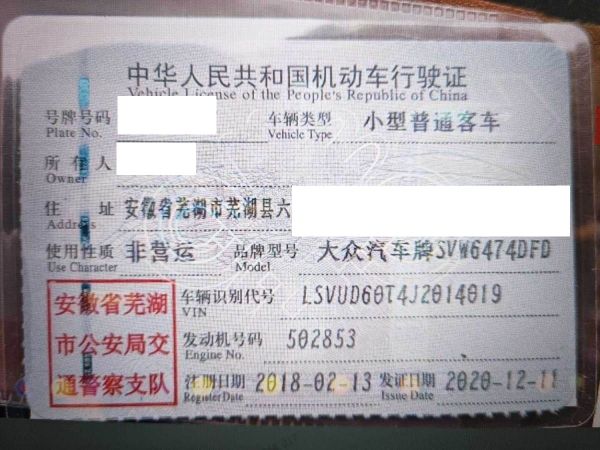 中华人民共和国机动车行驶证
Vehicle License of the People's Republic of China
号牌号码 车辆类型 小型普通客车
Plate No. Vehicle Type
所有人
Owner
住址 安徽省芜湖市芜湖县六
Address
使用性质 非营运 品牌型号 大众汽车牌SVW6474DFD
Use Character Model
安徽省芜湖 车辆识别代号 LSVUD60T4J2014019
VIN
市公安局交 发动机号码 502853
Engine No.
通警察支队 注册日期 2018-02-13 发证日期 2020-12-11
Register Date Issue Date